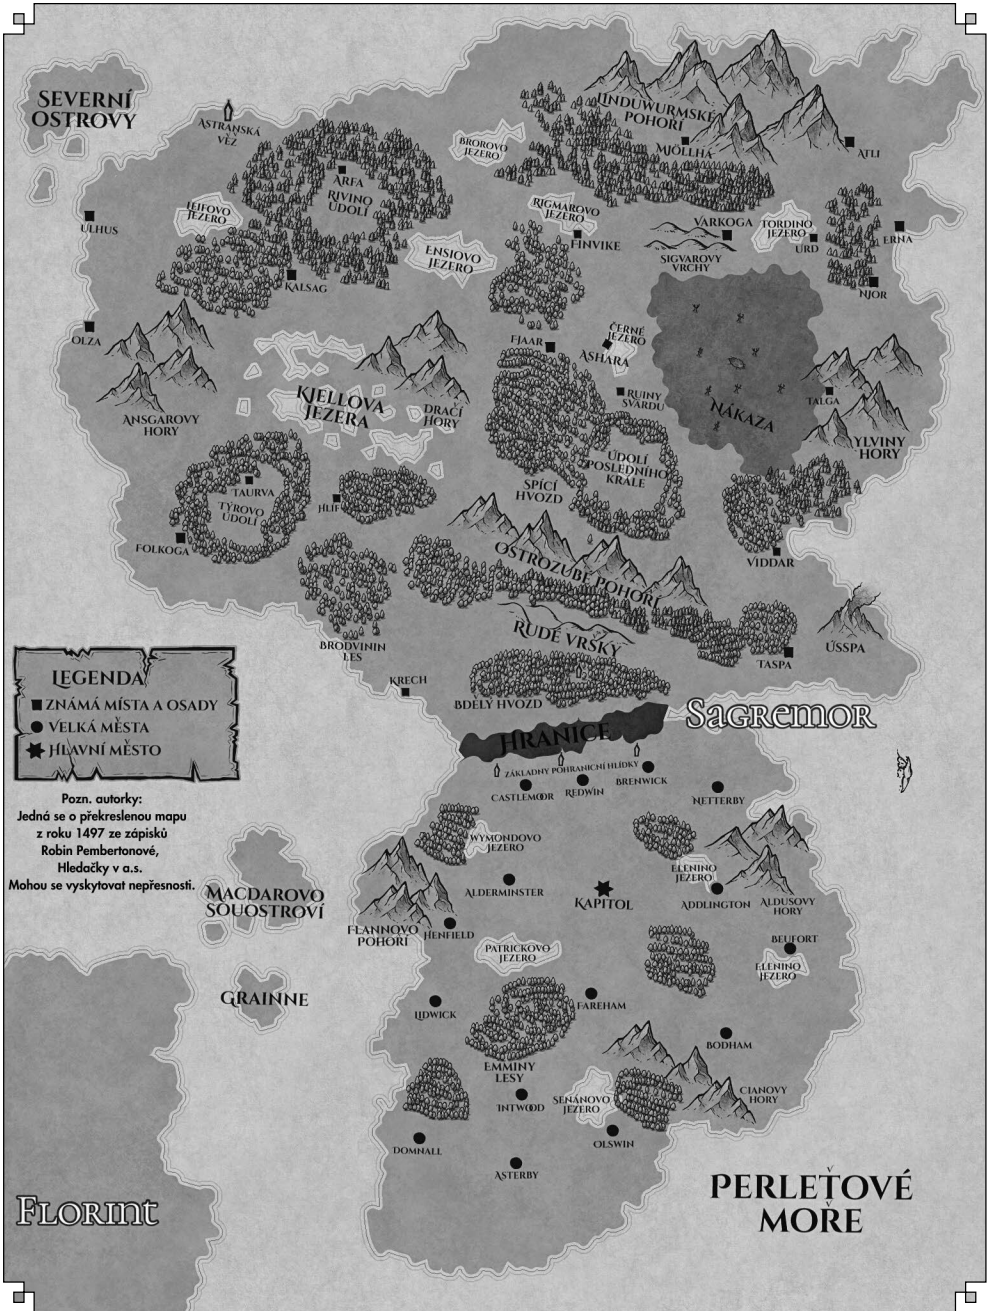 SEVERNÍ
OSTROVY
ASTRANSKÁ
VĚŽ
LINDUWURMSKÉ
POHOŘÍ
MJÖLLHA
ATLI
BROROVO
JEZERO
ARFA
RIVINO
ÚDOLÍ
LEIFOVO
JEZERO
ULHUS
RIGMAROVO
JEZERO
FINVIKE
VARKOGA
SIGVAROVY
VRCHY
TORDINO
JEZERO
URD
ERNA
ENSIOVO
JEZERO
KALSAG
NJOR
OLZA
FJAAR
ČERNÉ
JEZERO
ASHARA
RUINY
SVARDU
NÁKAZA
TALGA
YLVINY
HORY
ANSGAROVY
HORY
KJELLOVA
JEZERA
DRAČÍ
HORY
ÚDOLÍ
POSLEDNÍHO
KRÁLE
SPÍCÍ
HVOZD
TAURVA
TÝROVO
ÚDOLÍ
HLIF
FOLKOGA
OSTROZUBÉ POHOŘÍ
VIDDAR
RUDÉ VRŠKY
BRODVININ
LES
TASPA
ÚSSPA
KRECH
BDĚLÝ HVOZD
SAGREMOR
LEGENDA
ZNÁMÁ MÍSTA A OSADY
VELKÁ MĚSTA
HLAVNÍ MĚSTO
HRANICE
ZÁKLADNY POHRANIČNÍ HLÍDKY
CASTLEMOOR
REDWIN
BRENWICK
NETTERBY
Pozn. autorky:
Jedná se o překreslenou mapu
z roku 1497 ze zápisků
Robin Pembertonové,
Hledačky v a.s.
Mohou se vyskytovat nepřesnosti.
WYMONDOVO
JEZERO
ELENINO
JEZERO
ALDERMINSTER
KAPITOL
ADDLINGTON
ALDUSOVY
HORY
MACDAROVO
SOUOSTROVÍ
FLANNOVO
POHOŘÍ
HENFIELD
PATRICKOVO
JEZERO
BEUFORT
ELENINO
JEZERO
GRAINNE
LIDWICK
FAREHAM
BODHAM
EMMINY
LESY
INTWOOD
SENÁNOVO
JEZERO
CIANOVY
HORY
DOMNALL
OLSWIN
ASTERBY
PERLEŤOVÉ
MOŘE
FLORINT